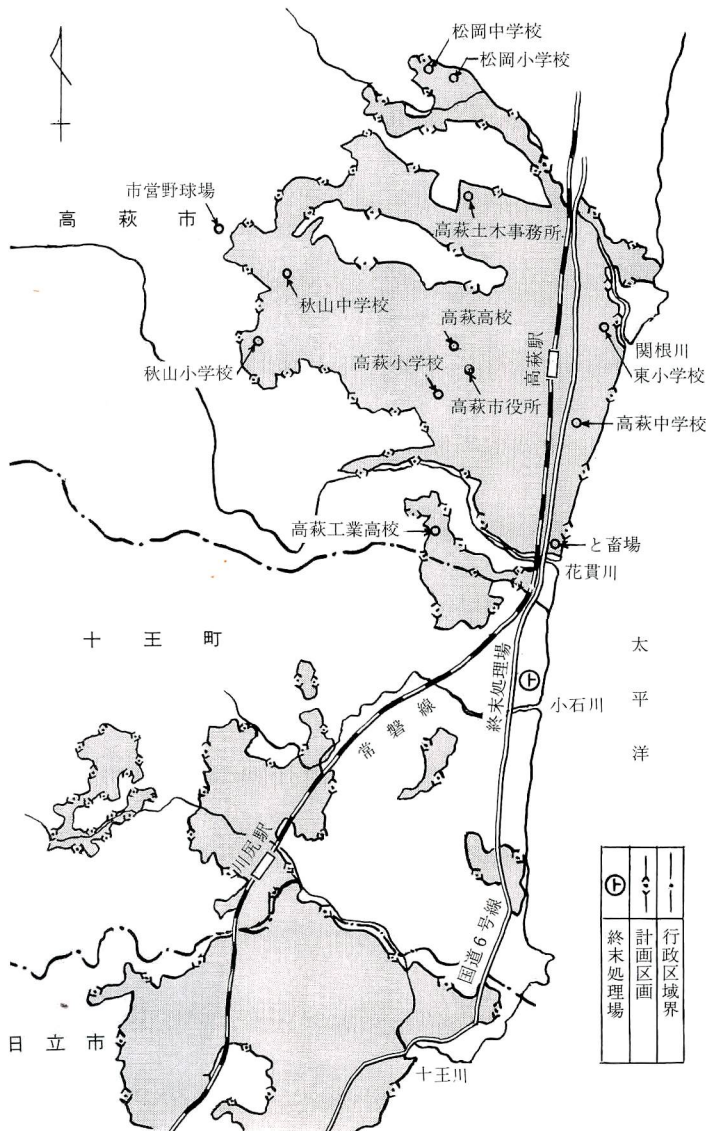 松岡中学校
松岡小学校
市営野球場
高萩市
高萩土木事務所
秋山中学校
高萩高校
高萩駅
関根川
秋山小学校
高萩小学校
東小学校
高萩市役所
高萩中学校
高萩工業高校
と畜場
花貫川
十王町
太平洋
終末処理場
ト
小石川
常磐線
川尻駅
国道6号線
日立市
十王川
行政区域界
計画区画
ト
終末処理場